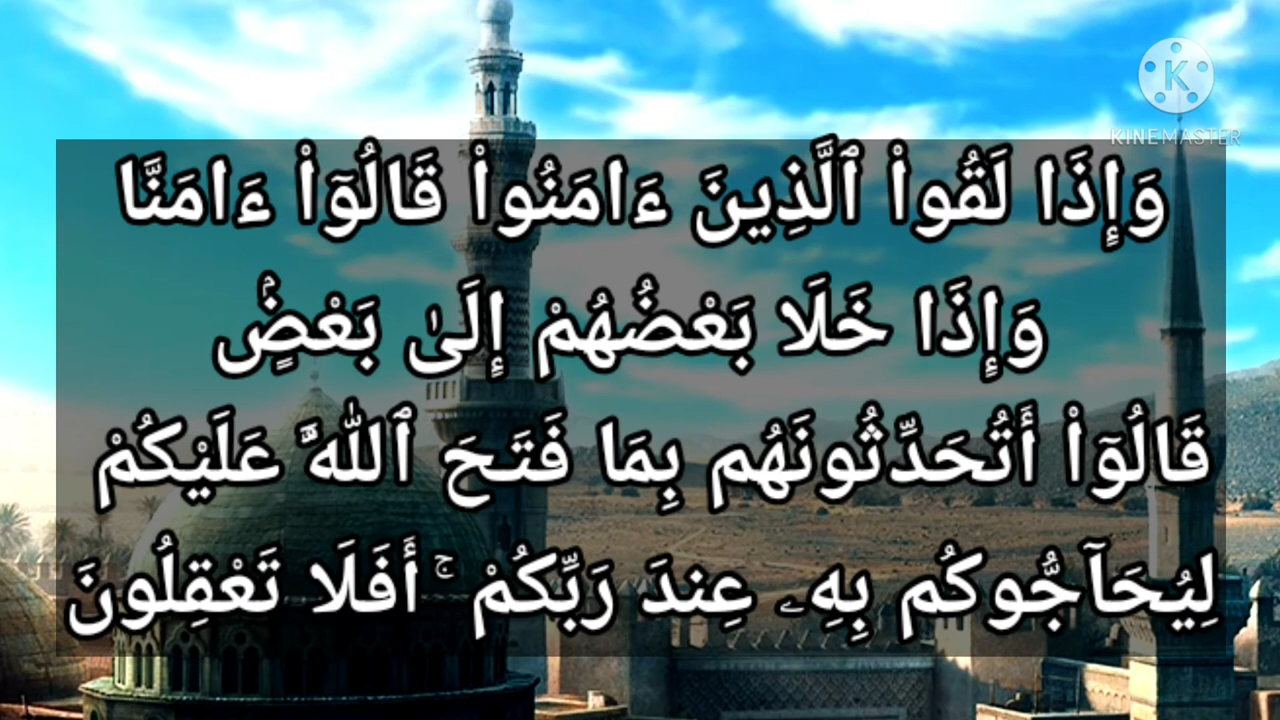 KINEMASTER
وَإِذَا لَقُوا۟ ٱلَّذِينَ ءَامَنُوا۟ قَالُوٓا۟ ءَامَنَّا
وَإِذَا خَلَا بَعْضُهُمْ إِلَىٰ بَعْضٍۢ
قَالُوٓا۟ أَتُحَدِّثُونَهُم بِمَا فَتَحَ ٱللَّهُ عَلَيْكُمْ
لِيُحَآجُّوكُم بِهِۦ عِندَ رَبِّكُمْ ۚ أَفَلَا تَعْقِلُونَ